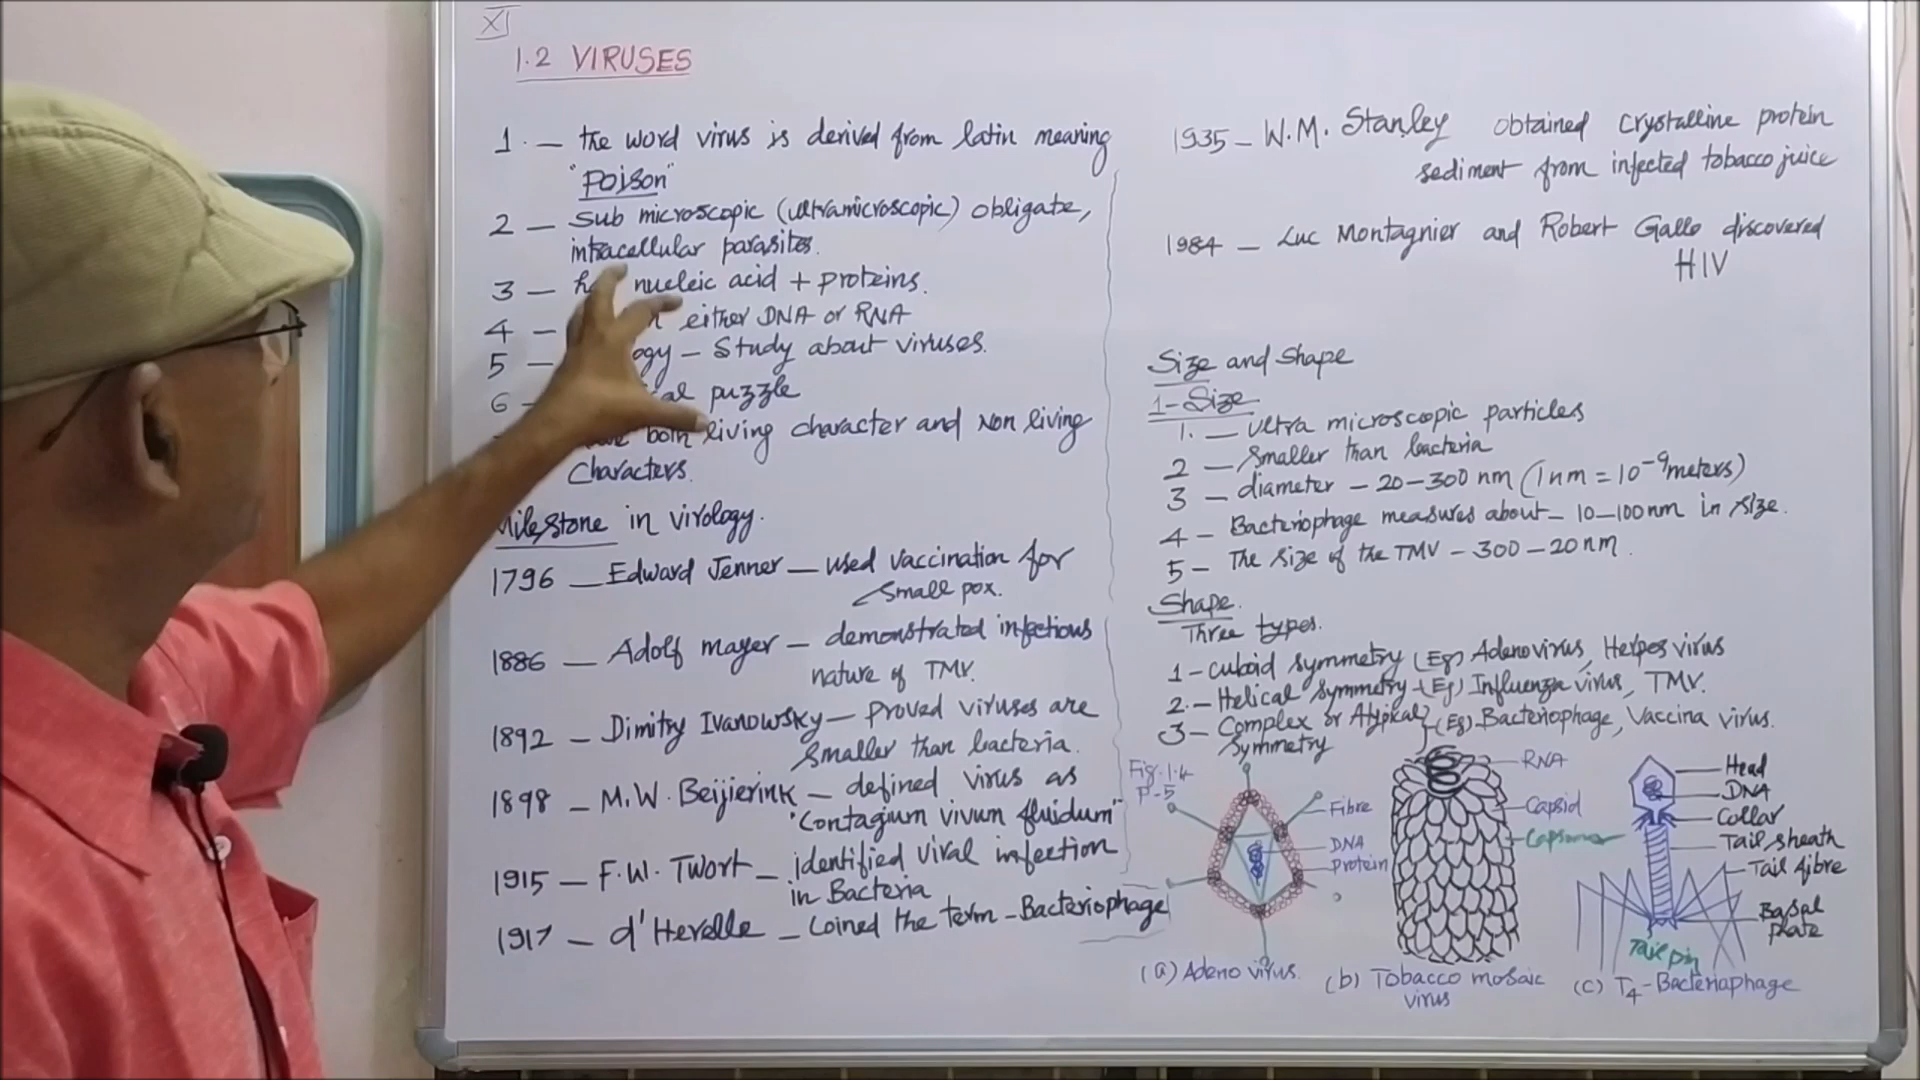 XI
1.2 VIRUSES
1. — the word virus is derived from latin meaning
"Poison"
2 — Sub microscopic (ultramicroscopic) obligate,
intracellular parasites.
3 — nucleic acid + proteins.
4 — either DNA or RNA
5 — ogy – Study about viruses.
6 – puzzle
both living character and Non living
Characters.
Milestone in virology.
1796 — Edward Jenner — used vaccination for
small pox.
1886 — Adolf mayer — demonstrated infectious
nature of TMV.
1892 — Dimitry Ivanowsky — Proved viruses are
smaller than bacteria.
1898 — M.W. Beijierink — defined virus as
"Contagium vivum fluidum"
1915 — F.W. Twort — identified viral infection
in Bacteria
1917 — d'Herelle — Coined the term – Bacteriophage
1935 – W.M. Stanley obtained crystalline protein
sediment from infected tobacco juice
1984 — Luc Montagnier and Robert Gallo discovered
HIV
Size and Shape
1-Size
1. — ultra microscopic particles
2 — smaller than bacteria
3 — diameter – 20–300 nm (1nm = 10⁻⁹ meters)
4 – Bacteriophage measures about – 10–100nm in size.
5 – The size of the TMV – 300–20 nm.
Shape.
Three types.
1 – cuboid symmetry (Eg) Adenovirus, Herpes virus
2. – Helical symmetry – (Eg) Influenza virus, TMV.
3 – Complex or Atypical (Eg). Bacteriophage, Vaccina virus.
Symmetry
Fig. 1.4
P-5
Fibre
DNA
Protein
(a) Adeno virus.
RNA
Capsid
(b) Tobacco mosaic
virus
Head
DNA
Collar
Tail sheath
Tail fibre
Basal
plate
Tail pin
(c) T4-Bacteriaphage